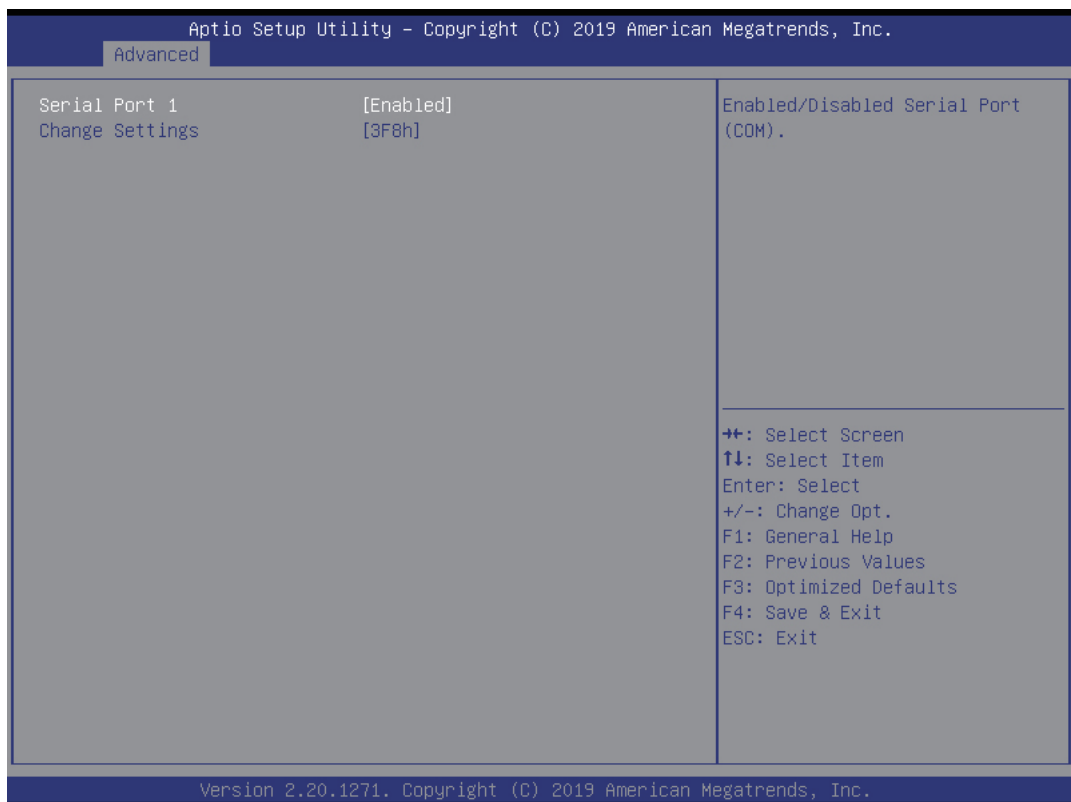 Aptio Setup Utility – Copyright (C) 2019 American Megatrends, Inc.
Advanced
Serial Port 1 [Enabled]
Change Settings [3F8h]
Enabled/Disabled Serial Port
(COM).
→←: Select Screen
↑↓: Select Item
Enter: Select
+/-: Change Opt.
F1: General Help
F2: Previous Values
F3: Optimized Defaults
F4: Save & Exit
ESC: Exit
Version 2.20.1271. Copyright (C) 2019 American Megatrends, Inc.